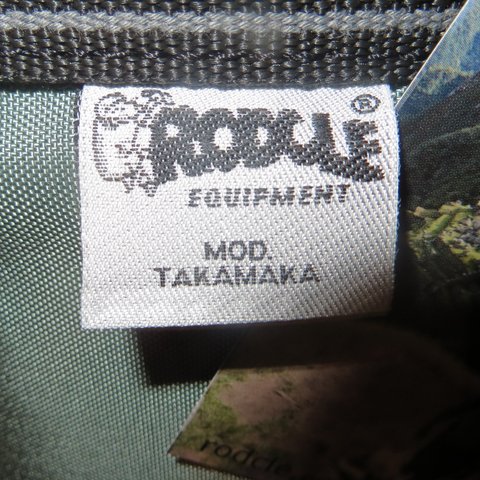 RODCLE®
EQUIPMENT
MOD.
TAKAMAKA
rodcle